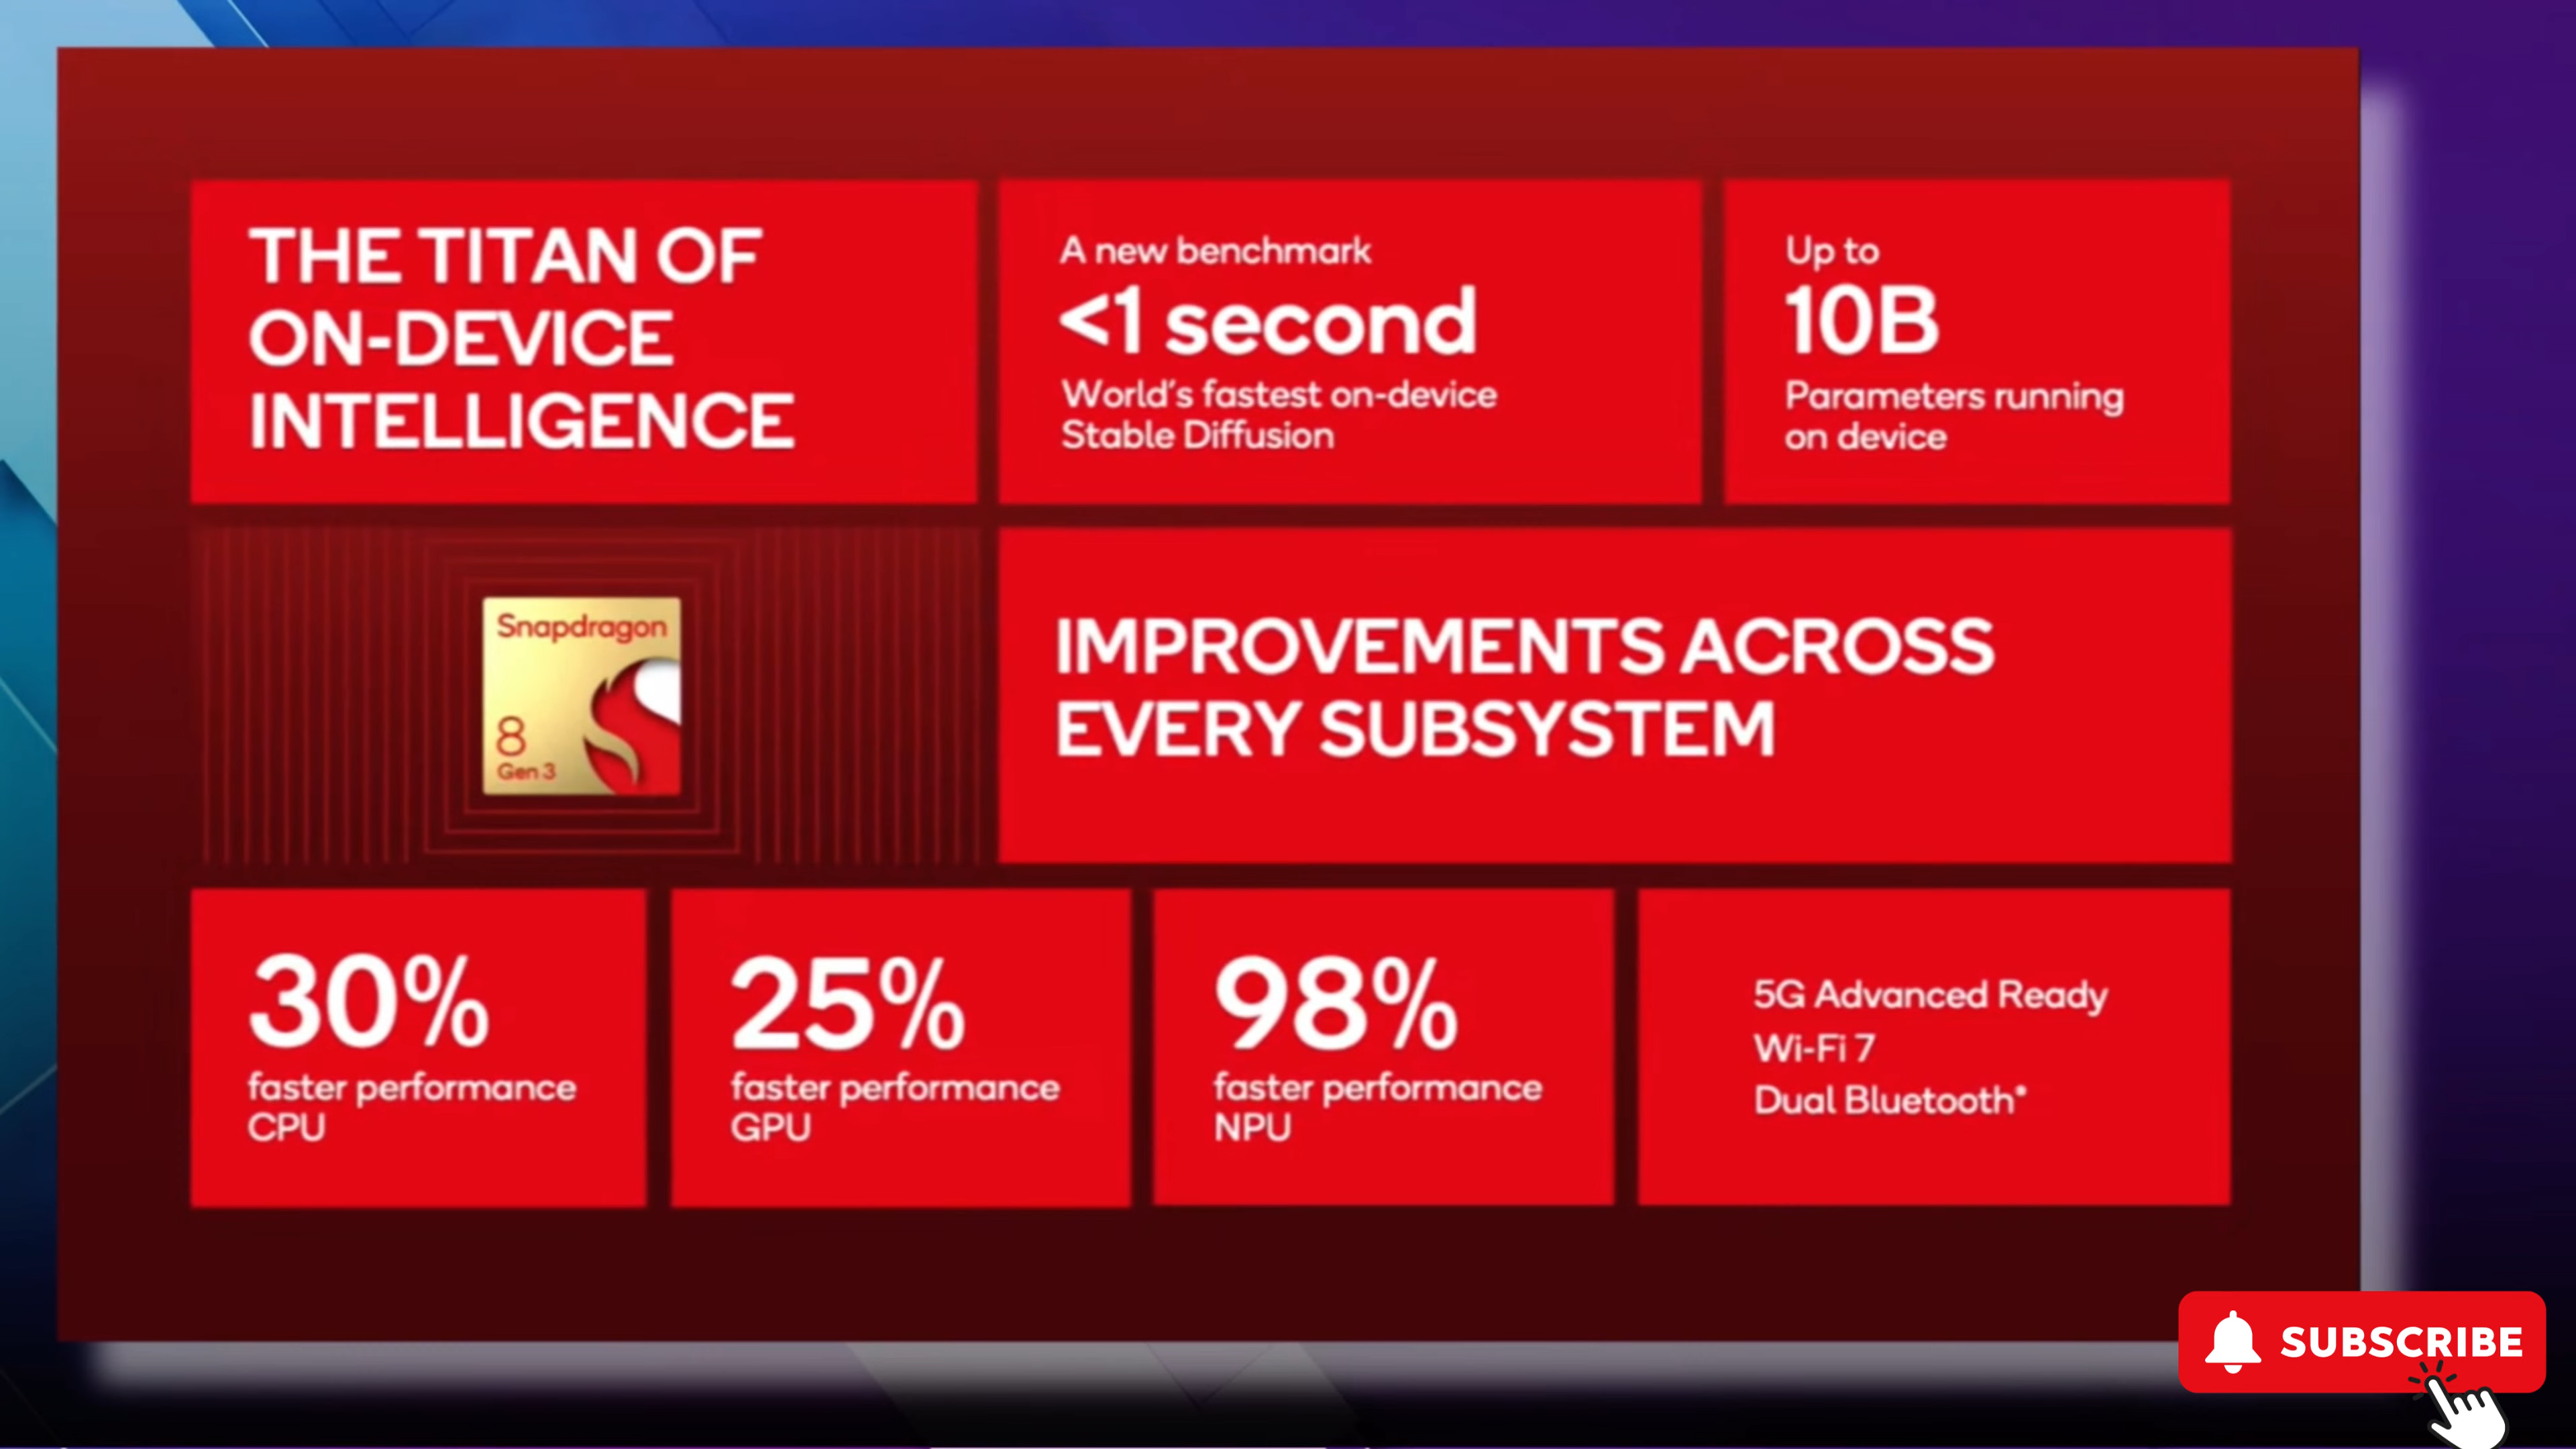 THE TITAN OF
ON-DEVICE
INTELLIGENCE
A new benchmark
<1 second
World's fastest on-device
Stable Diffusion
Up to
10B
Parameters running
on device
Snapdragon
8
Gen 3
IMPROVEMENTS ACROSS
EVERY SUBSYSTEM
30%
faster performance
CPU
25%
faster performance
GPU
98%
faster performance
NPU
5G Advanced Ready
Wi-Fi 7
Dual Bluetooth®
SUBSCRIBE